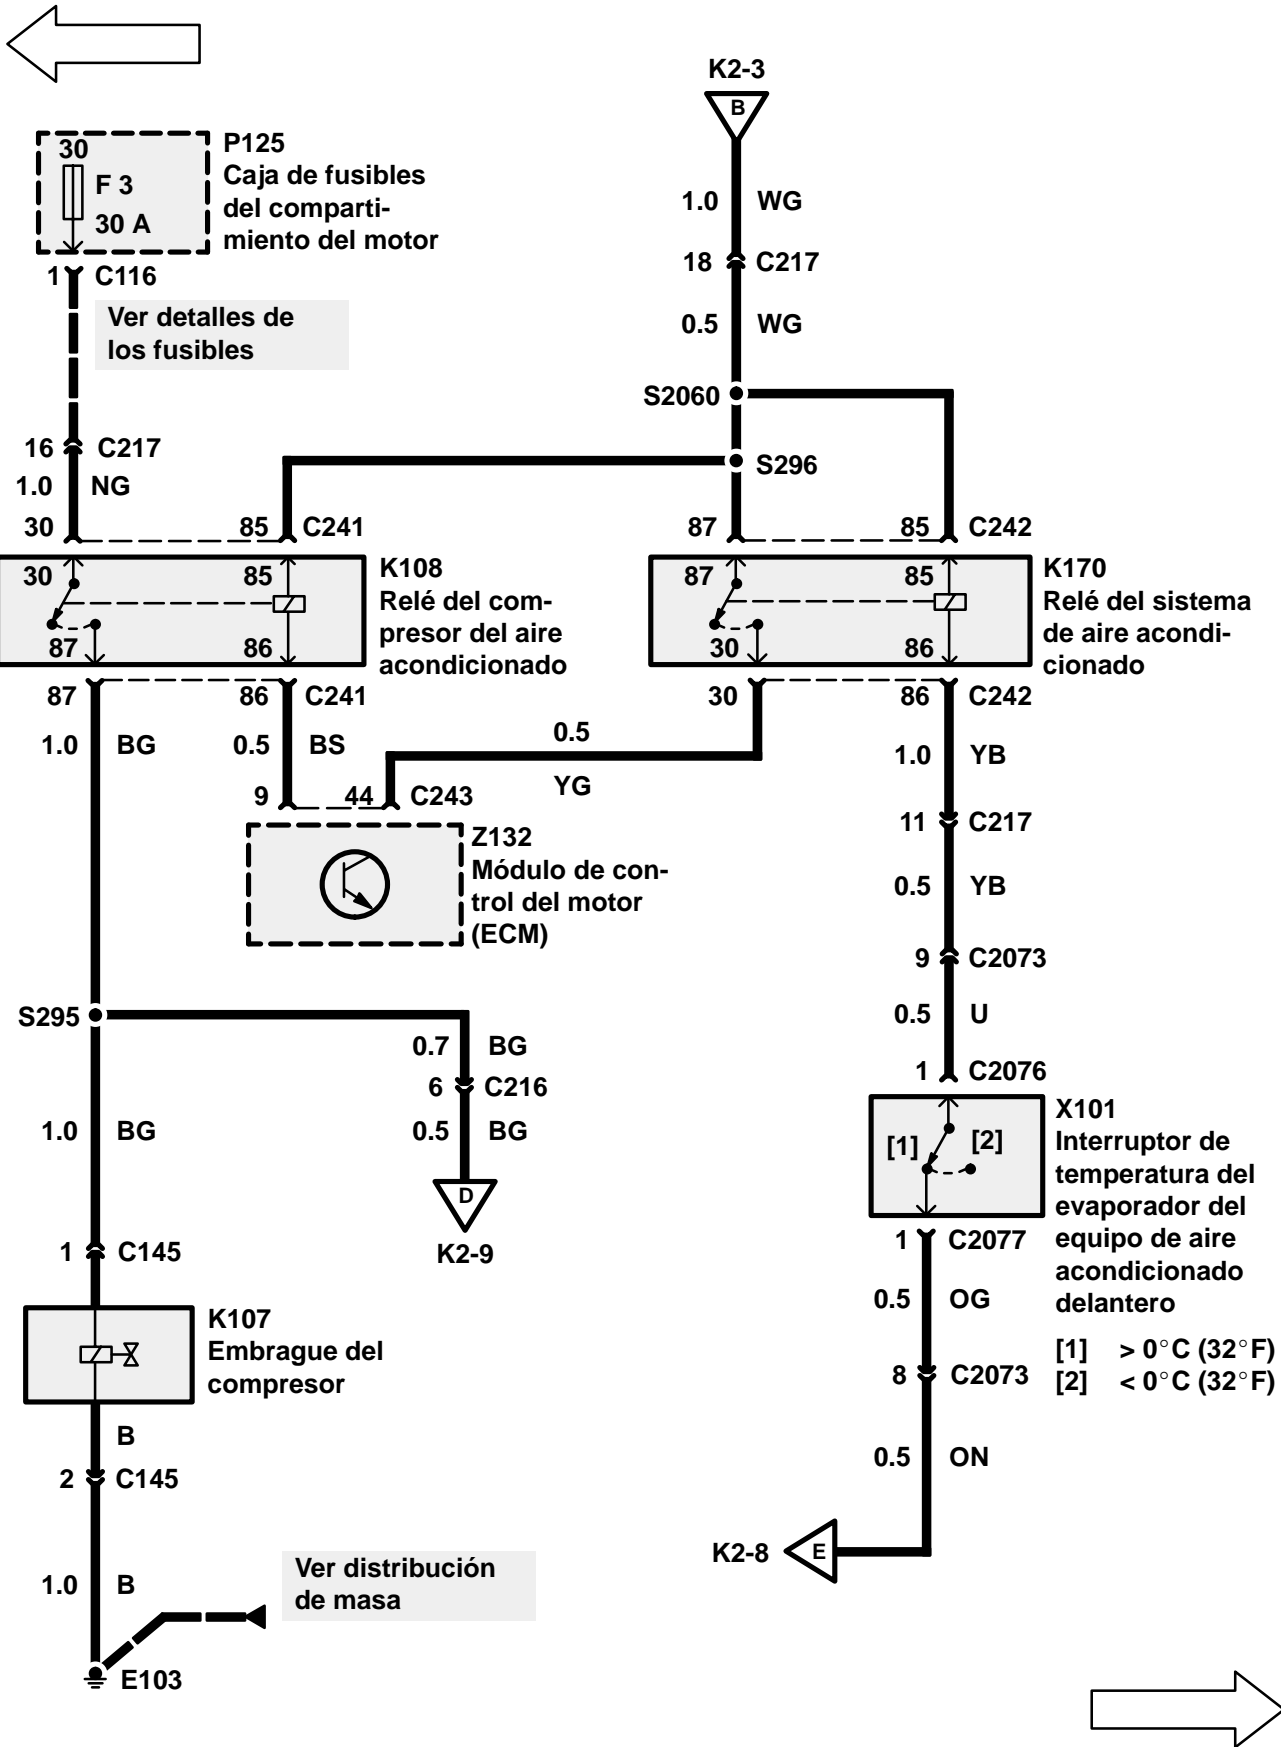 K2-3
B
30
F 3
30 A
P125
Caja de fusibles
del comparti-
miento del motor
1.0 WG
18 C217
1 C116
Ver detalles de
los fusibles
0.5 WG
S2060
16 C217
S296
1.0 NG
30 85 C241
87 85 C242
30 85
87 86
K108
Relé del com-
presor del aire
acondicionado
87 85
30 86
K170
Relé del sistema
de aire acondi-
cionado
87 86 C241
30 86 C242
1.0 BG
0.5 BS
0.5
YG
1.0 YB
9 44 C243
11 C217
Z132
Módulo de con-
trol del motor
(ECM)
0.5 YB
9 C2073
S295
0.5 U
0.7 BG
1 C2076
6 C216
1.0 BG
0.5 BG
[1] [2]
X101
Interruptor de
temperatura del
evaporador del
equipo de aire
acondicionado
delantero
D
K2-9
1 C145
1 C2077
0.5 OG
K107
Embrague del
compresor
[1] > 0°C (32°F)
[2] < 0°C (32°F)
8 C2073
B
2 C145
0.5 ON
K2-8
E
1.0 B
Ver distribución
de masa
E103